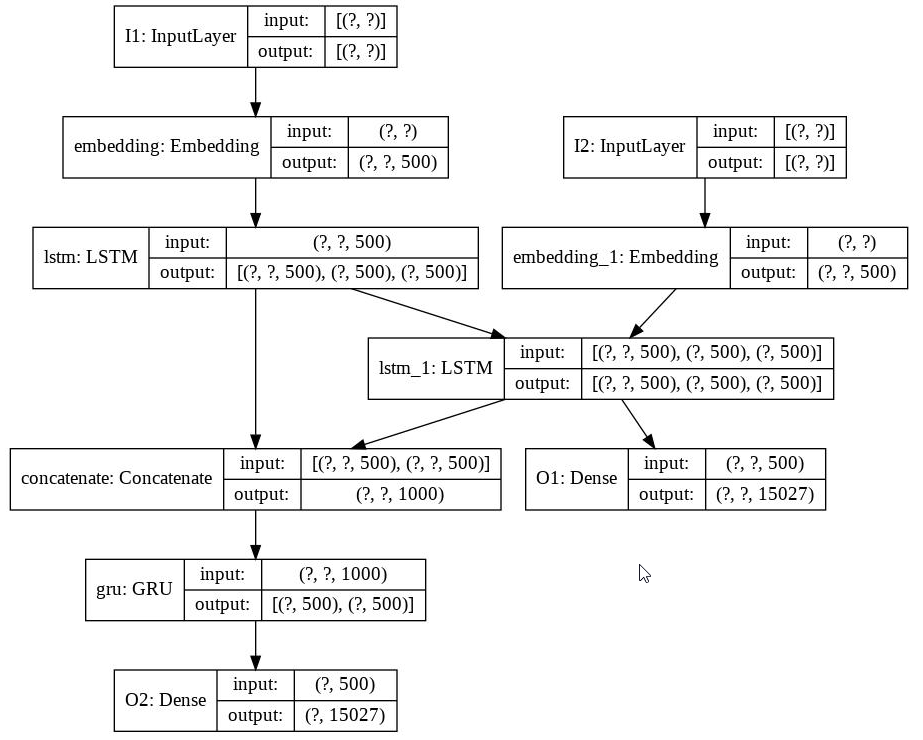 I1: InputLayer
input: [(?, ?)]
output: [(?, ?)]
embedding: Embedding
input: (?, ?)
output: (?, ?, 500)
I2: InputLayer
input: [(?, ?)]
output: [(?, ?)]
lstm: LSTM
input: (?, ?, 500)
output: [(?, ?, 500), (?, 500), (?, 500)]
embedding_1: Embedding
input: (?, ?)
output: (?, ?, 500)
lstm_1: LSTM
input: [(?, ?, 500), (?, 500), (?, 500)]
output: [(?, ?, 500), (?, 500), (?, 500)]
concatenate: Concatenate
input: [(?, ?, 500), (?, ?, 500)]
output: (?, ?, 1000)
O1: Dense
input: (?, ?, 500)
output: (?, ?, 15027)
gru: GRU
input: (?, ?, 1000)
output: [(?, 500), (?, 500)]
O2: Dense
input: (?, 500)
output: (?, 15027)